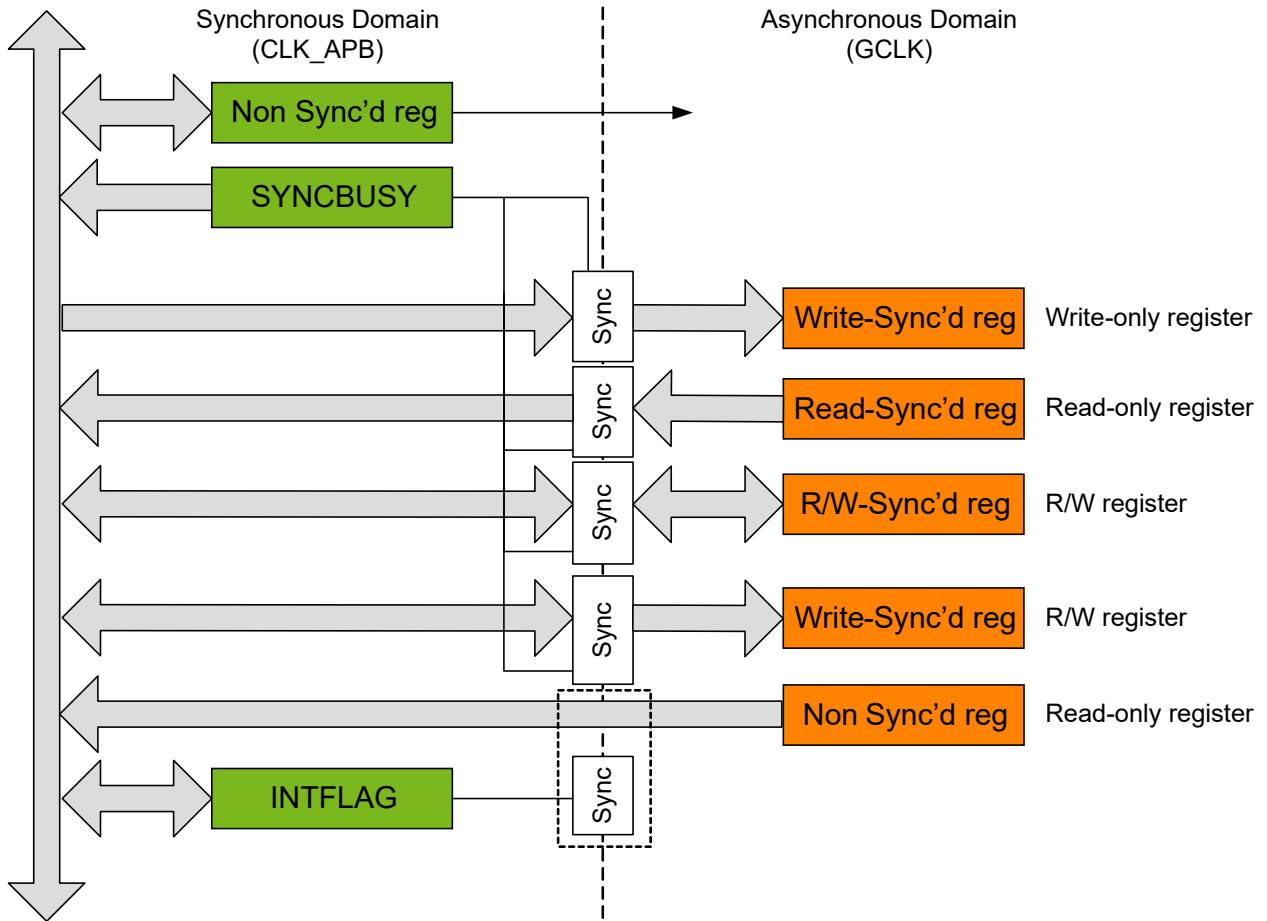 Synchronous Domain
(CLK_APB)
Asynchronous Domain
(GCLK)
Non Sync’d reg
SYNCBUSY
Sync
Write-Sync’d reg
Write-only register
Sync
Read-Sync’d reg
Read-only register
Sync
R/W-Sync’d reg
R/W register
Sync
Write-Sync’d reg
R/W register
Non Sync’d reg
Read-only register
INTFLAG
Sync